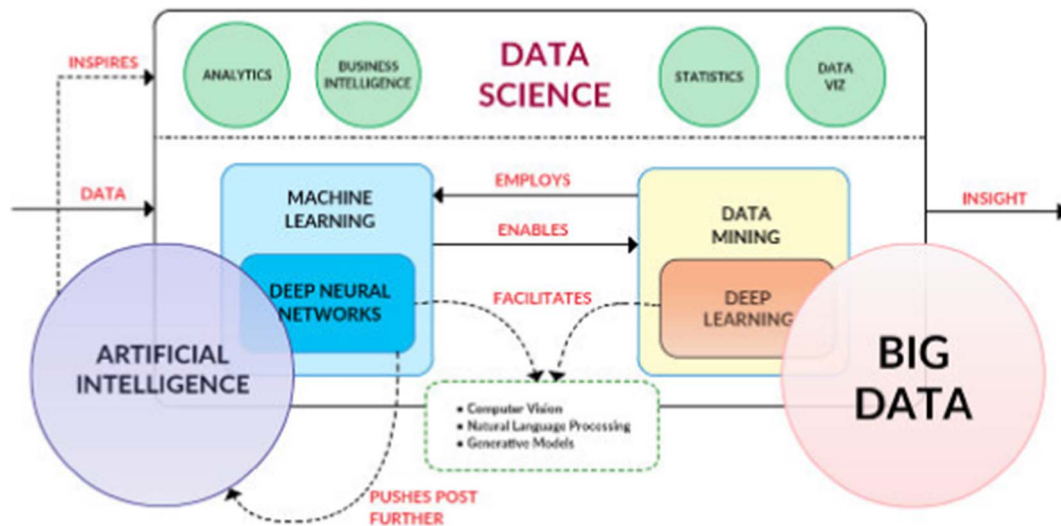 INSPIRES
ANALYTICS
BUSINESS
INTELLIGENCE
DATA
SCIENCE
STATISTICS
DATA
VIZ
DATA
MACHINE
LEARNING
EMPLOYS
ENABLES
DATA
MINING
INSIGHT
DEEP NEURAL
NETWORKS
FACILITATES
DEEP
LEARNING
ARTIFICIAL
INTELLIGENCE
BIG
DATA
• Computer Vision
• Natural Language Processing
• Generative Models
PUSHES POST
FURTHER